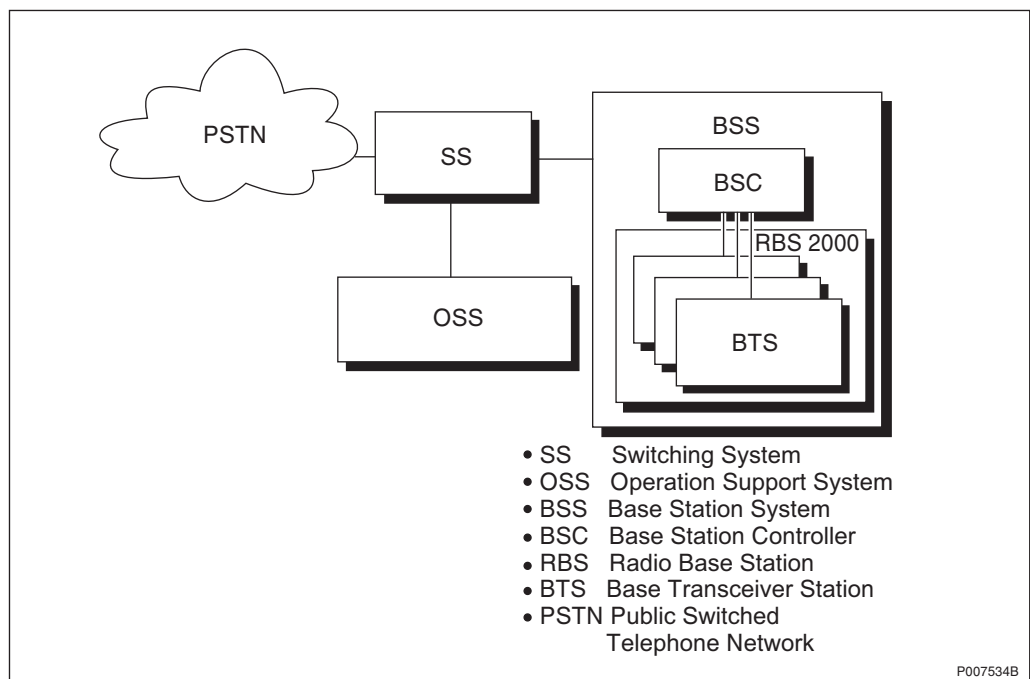 PSTN
SS
BSS
BSC
RBS 2000
OSS
BTS
• SS Switching System
• OSS Operation Support System
• BSS Base Station System
• BSC Base Station Controller
• RBS Radio Base Station
• BTS Base Transceiver Station
• PSTN Public Switched
Telephone Network
P007534B